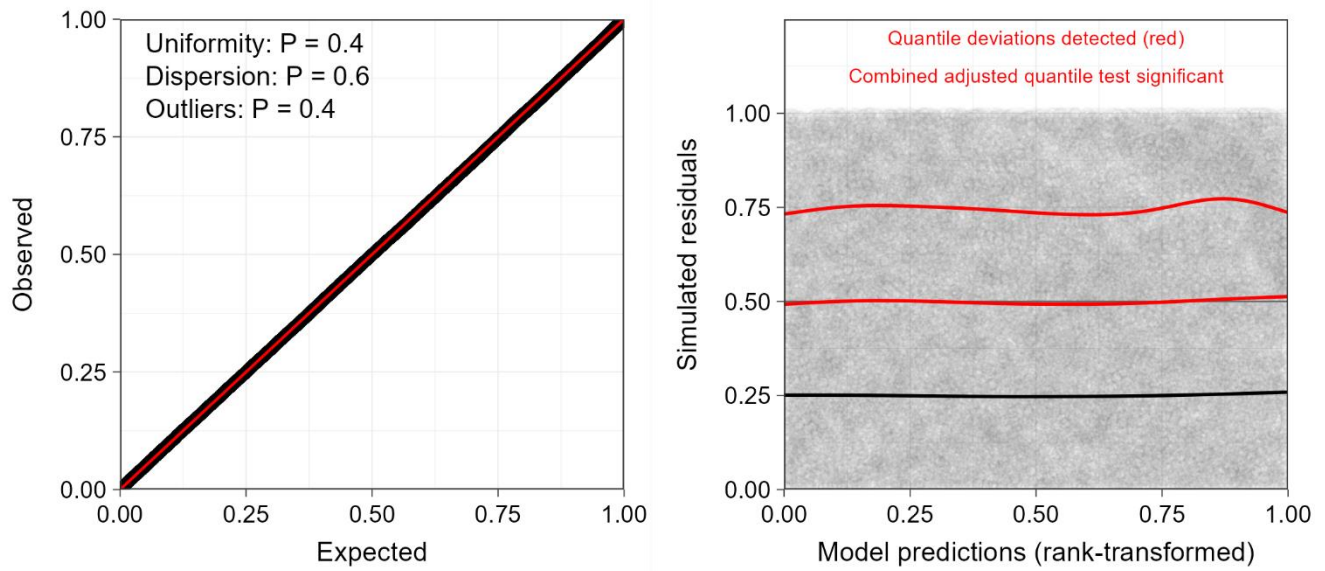 Uniformity: P = 0.4
Dispersion: P = 0.6
Outliers: P = 0.4
1.00
0.75
0.50
0.25
0.00
Observed
0.00 0.25 0.50 0.75 1.00
Expected
Quantile deviations detected (red)
Combined adjusted quantile test significant
1.00
0.75
0.50
0.25
0.00
Simulated residuals
0.00 0.25 0.50 0.75 1.00
Model predictions (rank-transformed)